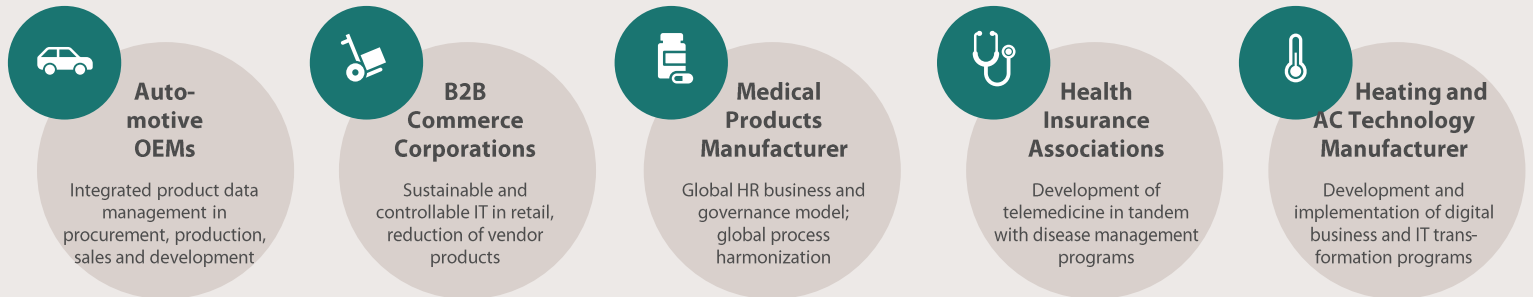 Auto-
motive
OEMs
Integrated product data
management in
procurement, production,
sales and development
B2B
Commerce
Corporations
Sustainable and
controllable IT in retail,
reduction of vendor
products
Medical
Products
Manufacturer
Global HR business and
governance model;
global process
harmonization
Health
Insurance
Associations
Development of
telemedicine in tandem
with disease management
programs
Heating and
AC Technology
Manufacturer
Development and
implementation of digital
business and IT trans-
formation programs